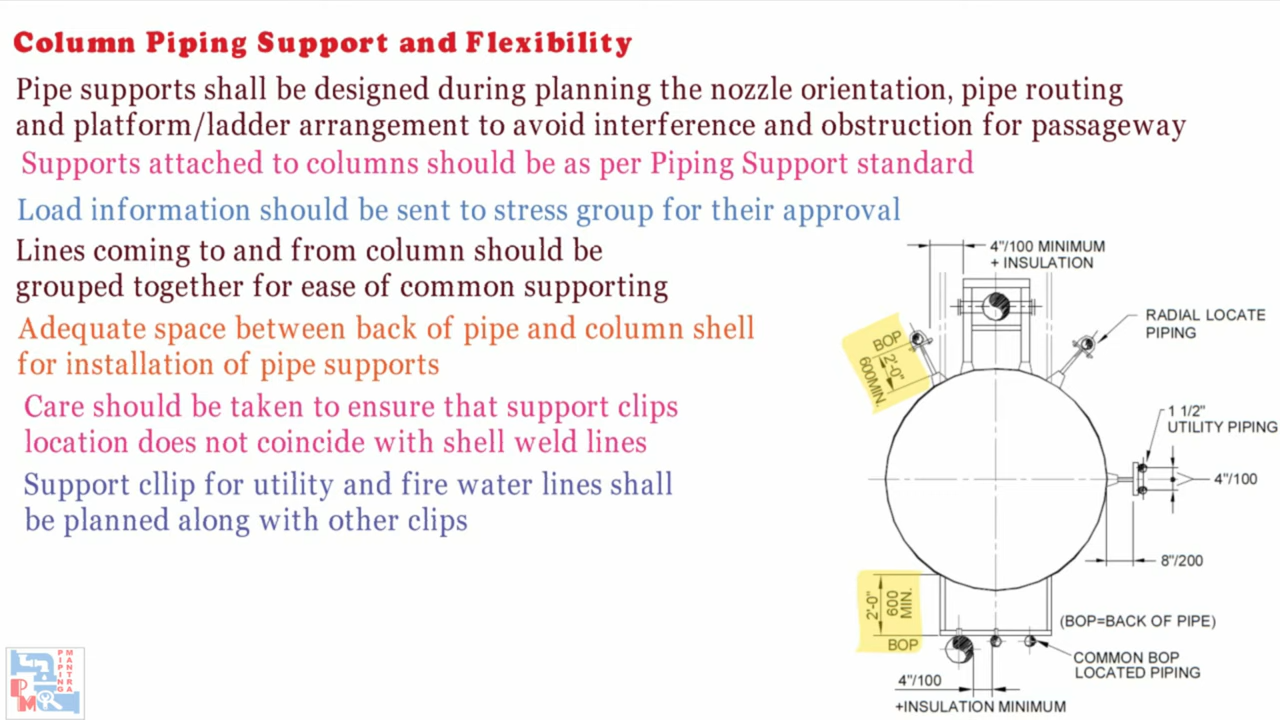 Column Piping Support and Flexibility
Pipe supports shall be designed during planning the nozzle orientation, pipe routing
and platform/ladder arrangement to avoid interference and obstruction for passageway
Supports attached to columns should be as per Piping Support standard
Load information should be sent to stress group for their approval
Lines coming to and from column should be
grouped together for ease of common supporting
Adequate space between back of pipe and column shell
for installation of pipe supports
Care should be taken to ensure that support clips
location does not coincide with shell weld lines
Support cllip for utility and fire water lines shall
be planned along with other clips
4"/100 MINIMUM
+ INSULATION
RADIAL LOCATE
PIPING
BOP
2'-0"
600MIN.
1 1/2"
UTILITY PIPING
4"/100
8"/200
2'-0"
600
MIN.
BOP
(BOP=BACK OF PIPE)
COMMON BOP
LOCATED PIPING
4"/100
+INSULATION MINIMUM
PIPING
MANTRA
PM